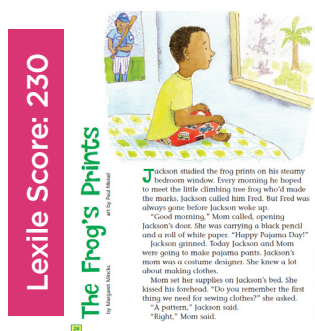 Lexile Score: 230
The Frog's Prints
by Margaret Mincks
art by Paul Meisel
Jackson studied the frog prints on his steamy
bedroom window. Every morning he hoped
to meet the little climbing tree frog who'd made
the marks. Jackson called him Fred. But Fred was
always gone before Jackson woke up.
"Good morning," Mom called, opening
Jackson's door. She was carrying a black pencil
and a roll of white paper. "Happy Pajama Day!"
Jackson grinned. Today Jackson and Mom
were going to make pajama pants. Jackson's
mom was a costume designer. She knew a lot
about making clothes.
Mom set her supplies on Jackson's bed. She
kissed his forehead. "Do you remember the first
thing we need for sewing clothes?" she asked.
"A pattern," Jackson said.
"Right," Mom said.
28